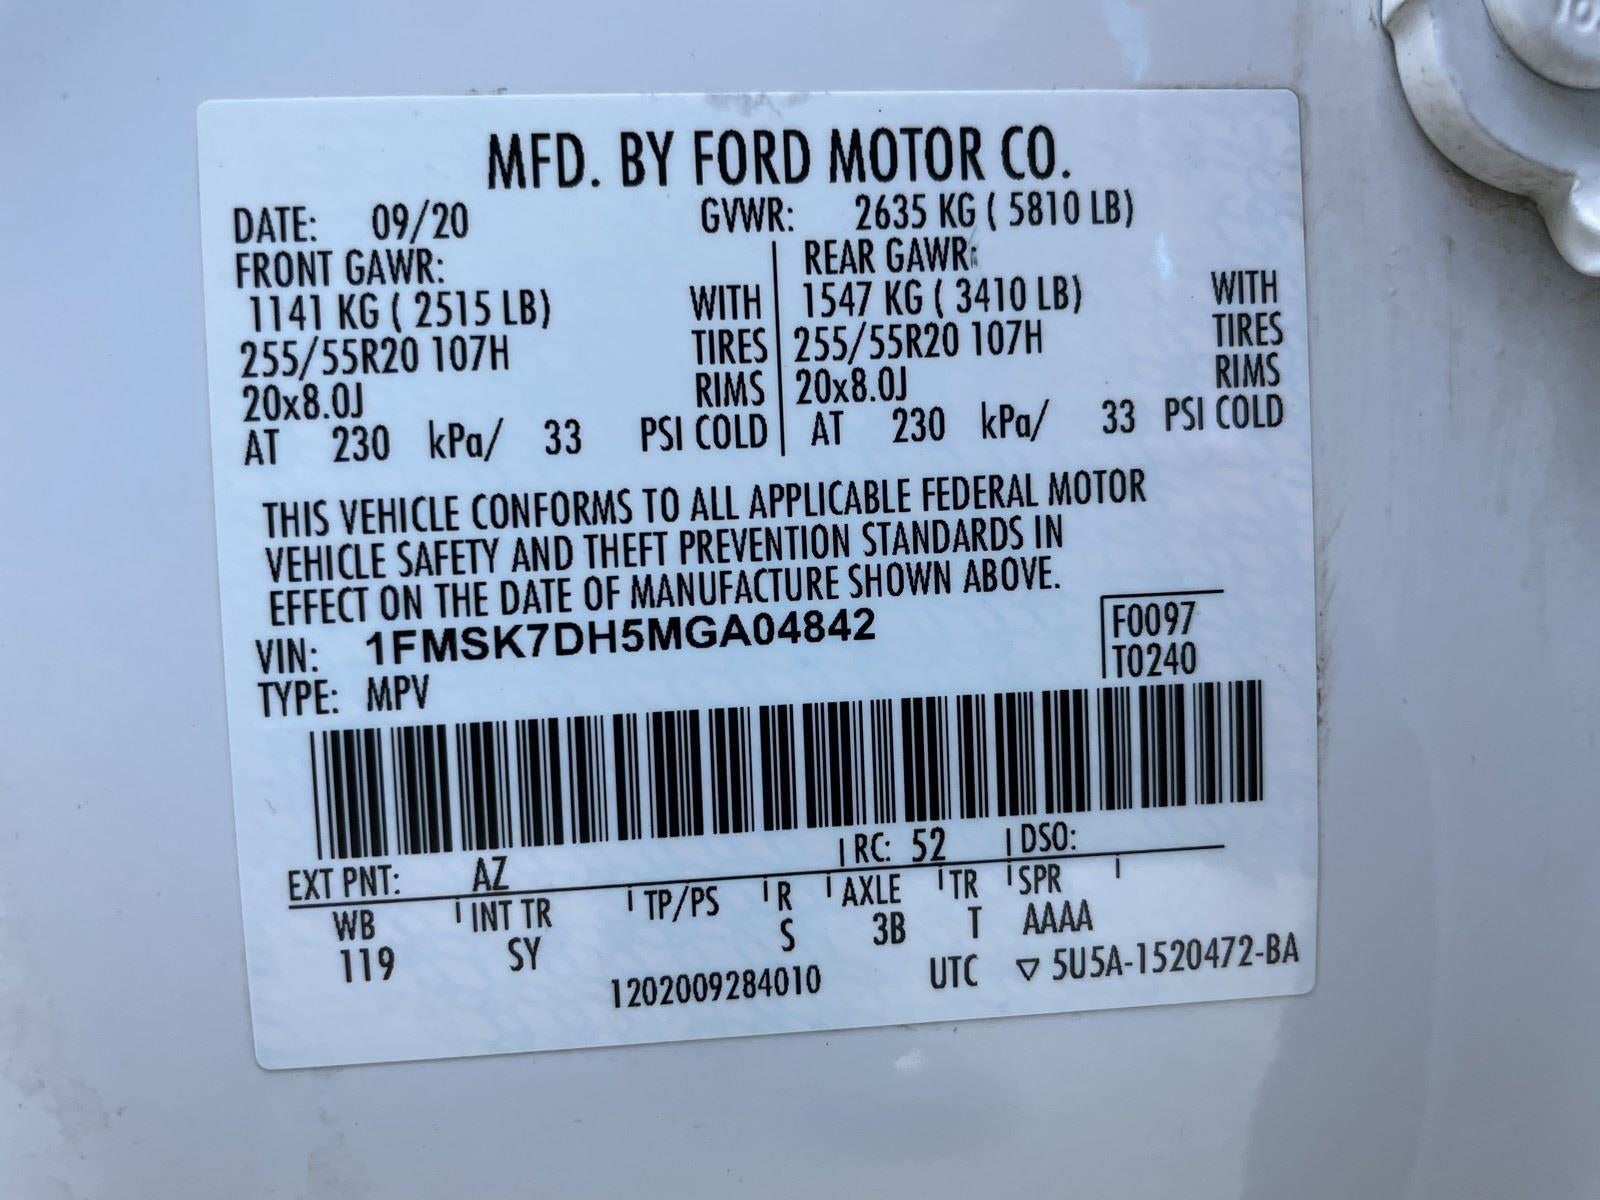 MFD. BY FORD MOTOR CO.
DATE: 09/20 GVWR: 2635 KG ( 5810 LB)
FRONT GAWR: REAR GAWR:
1141 KG ( 2515 LB) WITH 1547 KG ( 3410 LB) WITH
255/55R20 107H TIRES 255/55R20 107H TIRES
20x8.0J RIMS 20x8.0J RIMS
AT 230 kPa/ 33 PSI COLD AT 230 kPa/ 33 PSI COLD
THIS VEHICLE CONFORMS TO ALL APPLICABLE FEDERAL MOTOR
VEHICLE SAFETY AND THEFT PREVENTION STANDARDS IN
EFFECT ON THE DATE OF MANUFACTURE SHOWN ABOVE.
VIN: 1FMSK7DH5MGA04842 F0097
TYPE: MPV T0240
EXT PNT: AZ RC: 52 DSO:
WB INT TR TP/PS R AXLE TR SPR
119 SY S 3B T AAAA
1202009284010 UTC ▽ 5U5A-1520472-BA